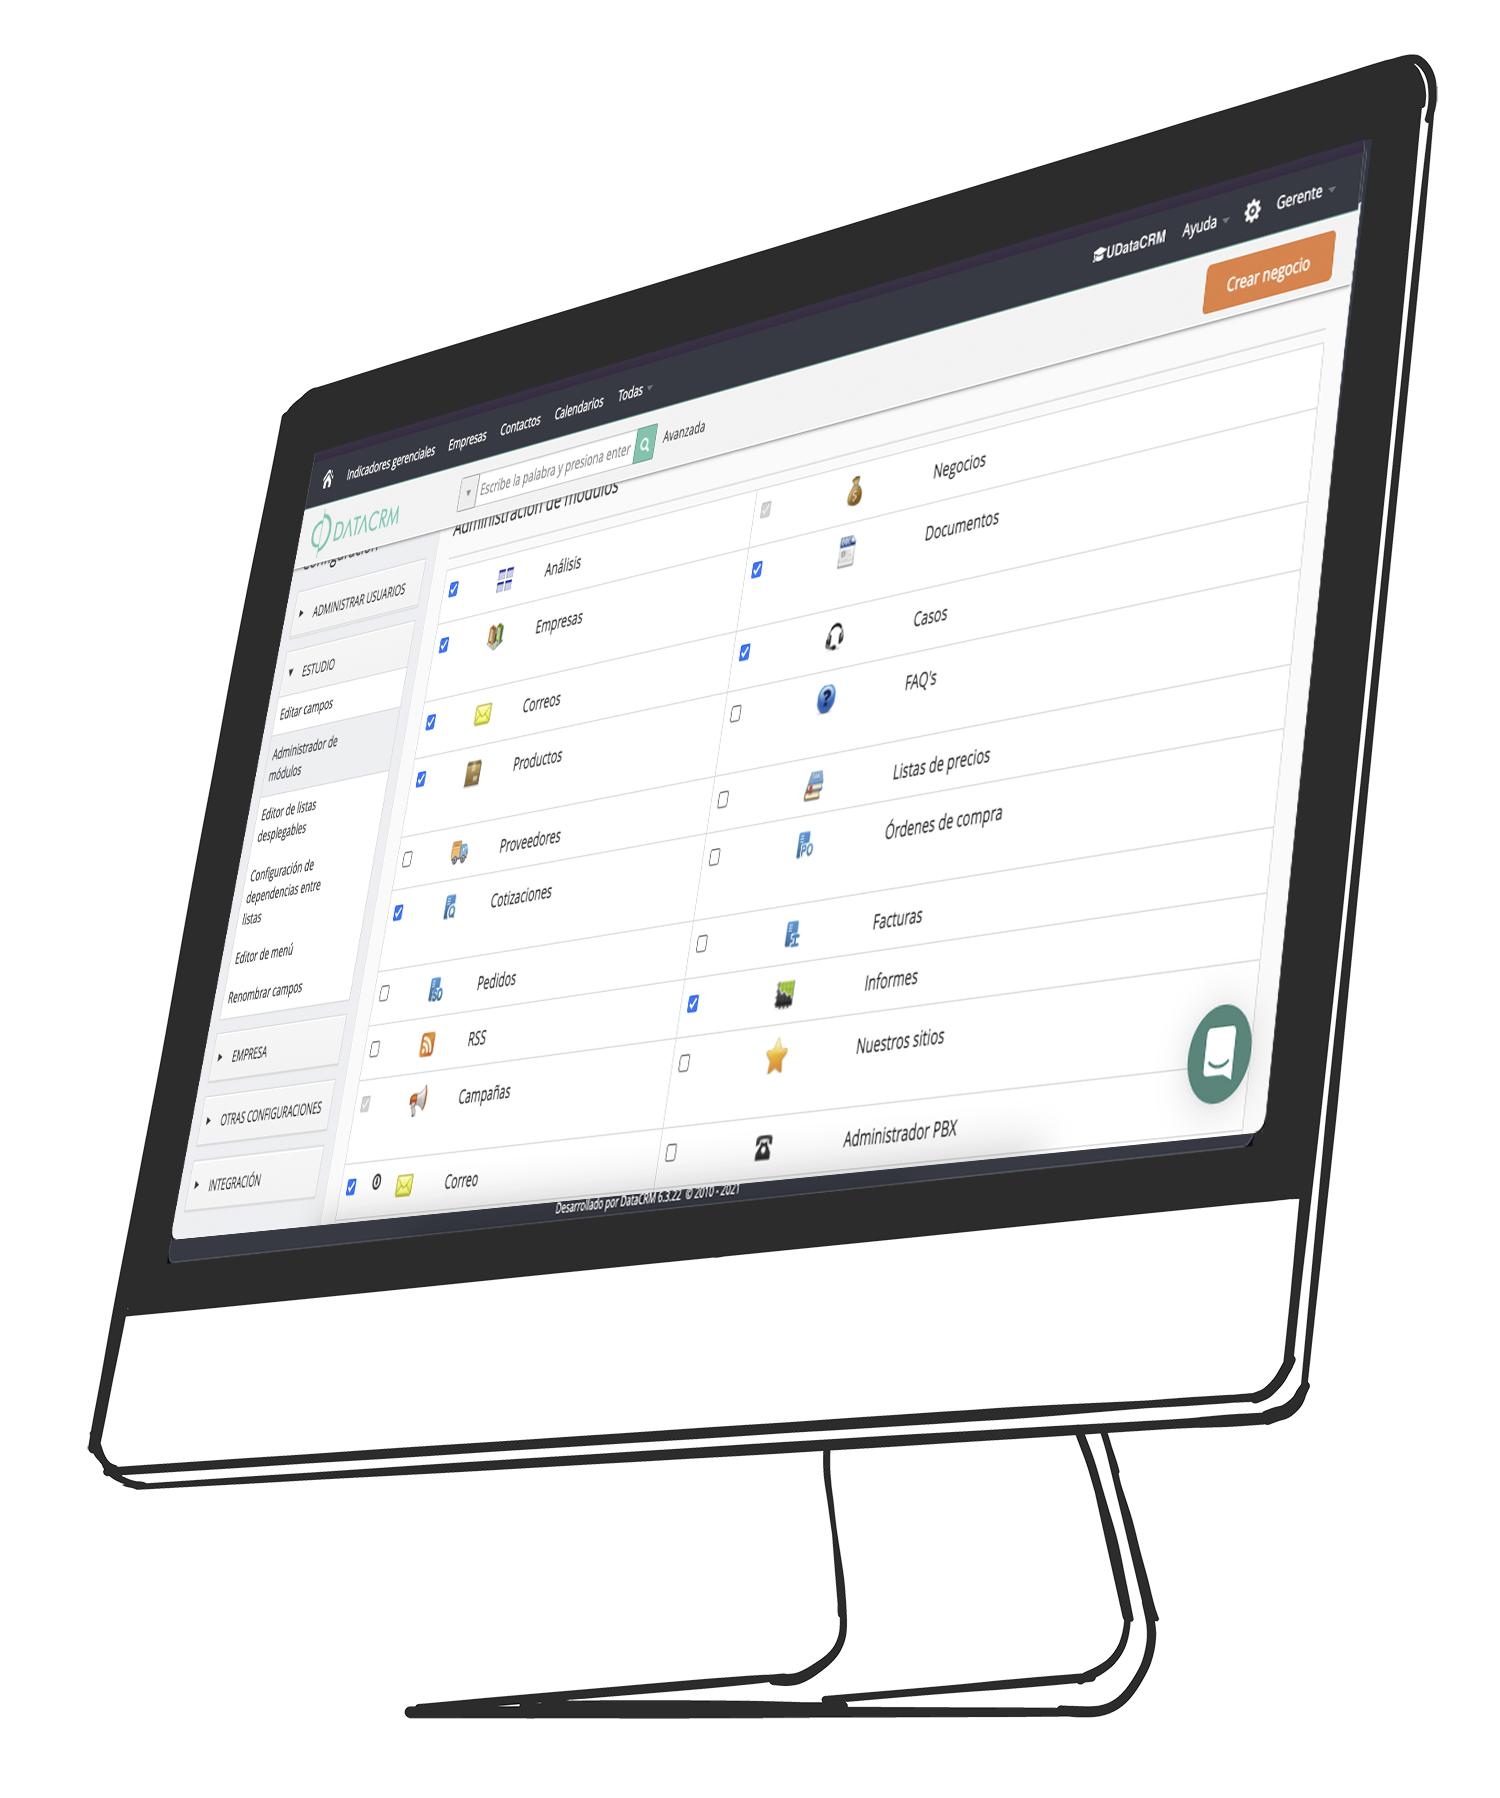 Indicadores gerenciales Empresas Contactos Calendarios Todas UDataCRM Ayuda Gerente
DATACRM Escribe la palabra y presiona enter Avanzada Crear negocio
Configuración
ADMINISTRAR USUARIOS
ESTUDIO
Editar campos
Administrador de
módulos
Editor de listas
desplegables
Configuración de
dependencias entre
listas
Editor de menú
Renombrar campos
EMPRESA
OTRAS CONFIGURACIONES
INTEGRACIÓN
Administración de módulos
Análisis
Negocios
Empresas
Documentos
Correos
Casos
Productos
FAQ's
Proveedores
Listas de precios
Cotizaciones
Órdenes de compra
Pedidos
Facturas
RSS
Informes
Campañas
Nuestros sitios
Correo
Administrador PBX
Desarrollado por DataCRM 6.3.22 © 2010 - 2021